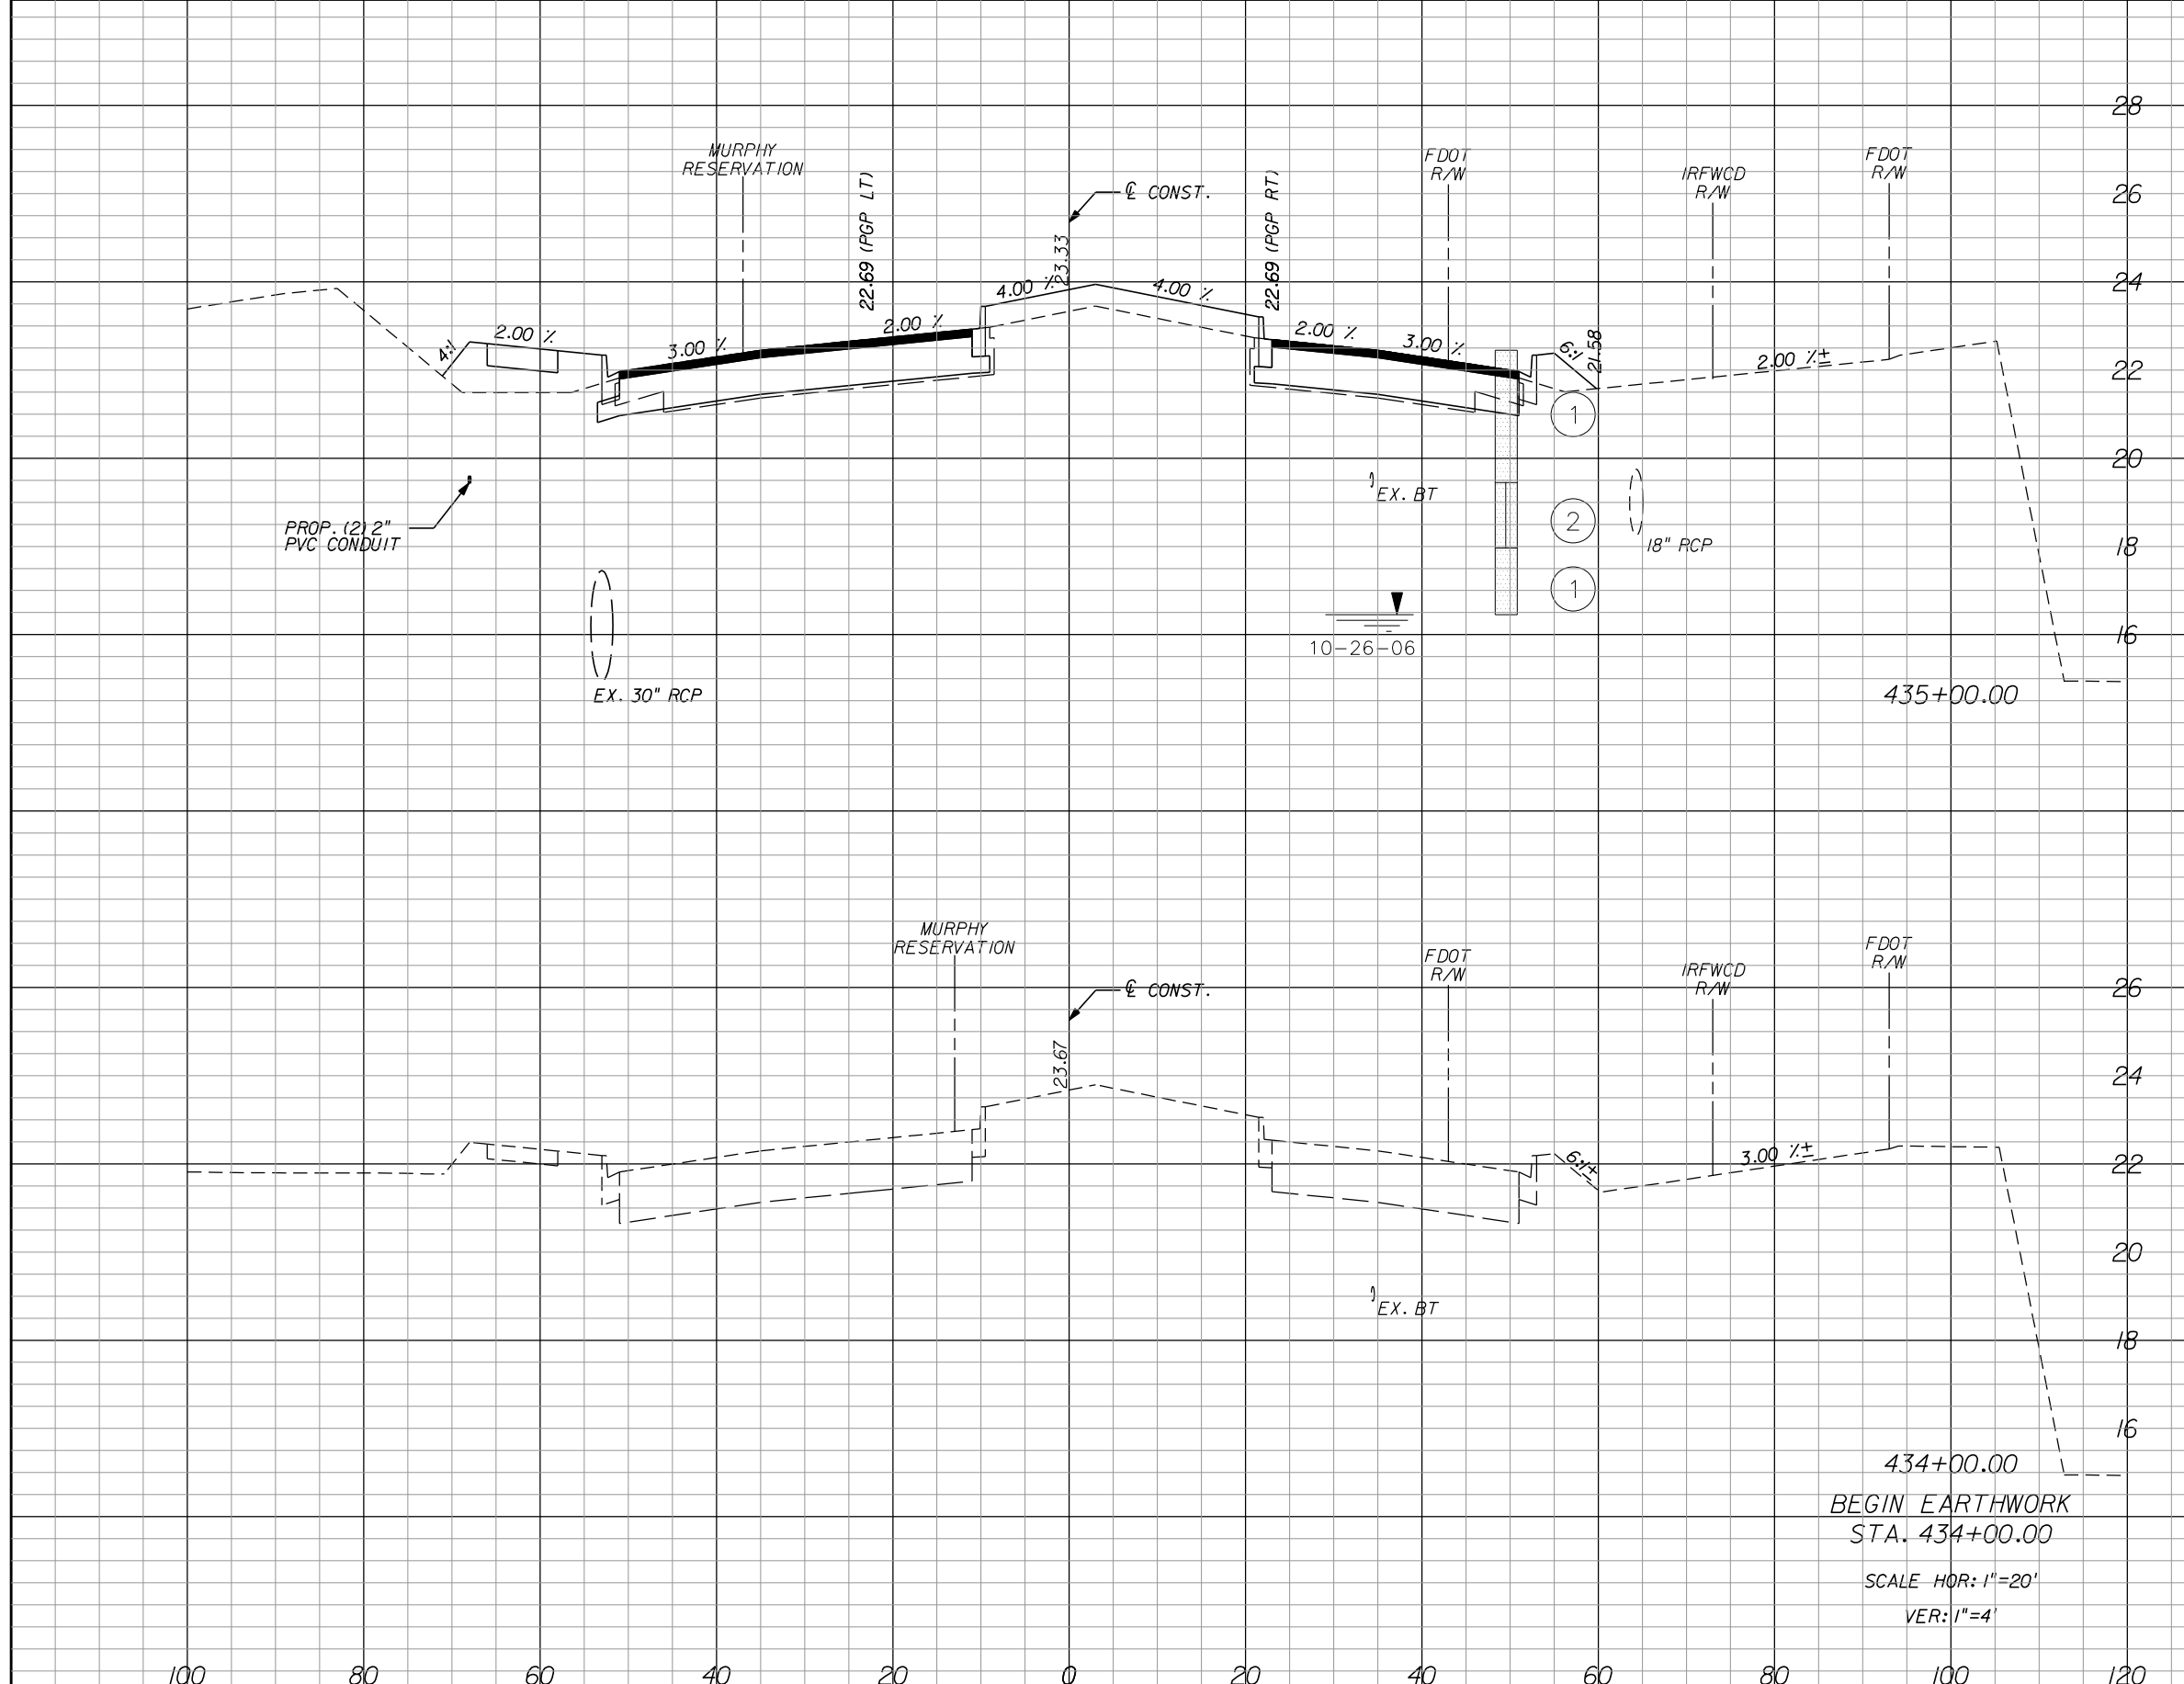 28
MURPHY
RESERVATION
22.69 (PGP LT)
℄ CONST.
23.33
22.69 (PGP RT)
FDOT
R/W
IRFWCD
R/W
FDOT
R/W
26
24
4:1
2.00 %
3.00 %
2.00 %
4.00 %
4.00 %
2.00 %
3.00 %
6:1
21.58
2.00 %±
22
1
20
PROP. (2) 2"
PVC CONDUIT
EX. BT
2
18" RCP
18
1
10-26-06
16
EX. 30" RCP
435+00.00
MURPHY
RESERVATION
℄ CONST.
23.67
FDOT
R/W
IRFWCD
R/W
FDOT
R/W
26
24
6:1±
3.00 %±
22
20
EX. BT
18
16
434+00.00
BEGIN EARTHWORK
STA. 434+00.00
SCALE HOR: 1"=20'
VER: 1"=4'
100 80 60 40 20 0 20 40 60 80 100 120